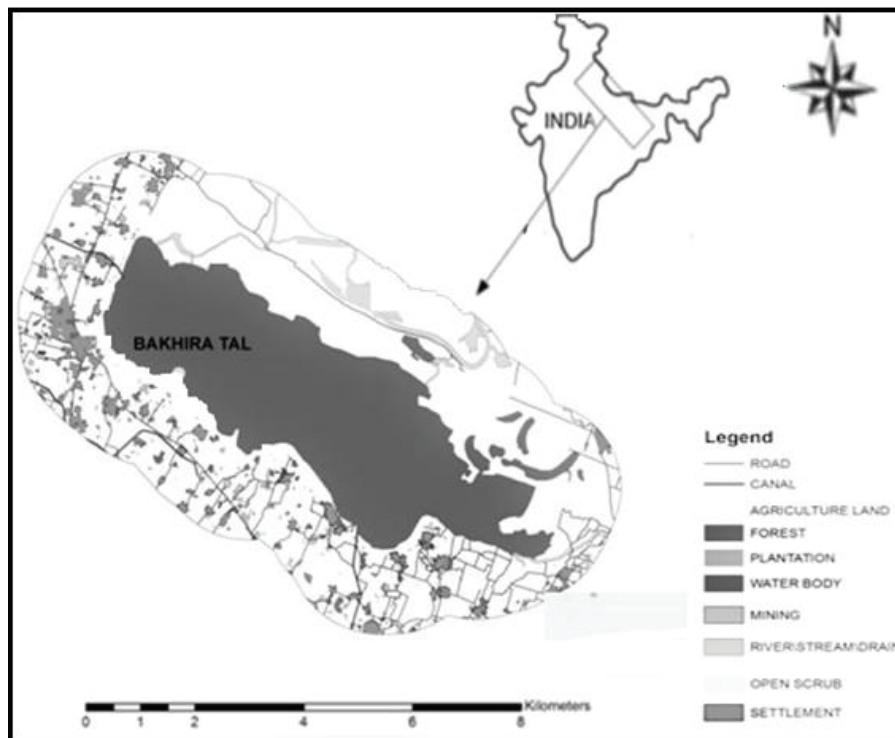 N
INDIA
BAKHIRA TAL
Legend
ROAD
CANAL
AGRICULTURE LAND
FOREST
PLANTATION
WATER BODY
MINING
RIVER\STREAM\DRAIN
OPEN SCRUB
SETTLEMENT
Kilometers
0 1 2 4 6 8